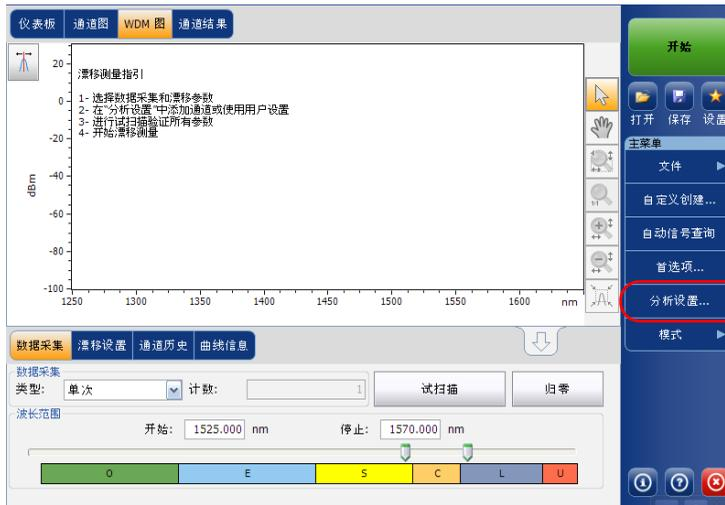 仪表板 通道图 WDM 图 通道结果
漂移测量指引
1- 选择数据采集和漂移参数
2- 在“分析设置”中添加通道或使用用户设置
3- 进行试扫描验证所有参数
4- 开始漂移测量
dBm
20
0
-20
-40
-60
-80
-100
1250 1300 1350 1400 1450 1500 1550 1600 nm
1:1
数据采集 漂移设置 通道历史 曲线信息
数据采集
类型: 单次 计数: 1 试扫描 归零
波长范围
开始: 1525.000 nm 停止: 1570.000 nm
O E S C L U
开始
打开 保存 设置
主菜单
文件
自定义创建...
自动信号查询
首选项...
分析设置...
模式